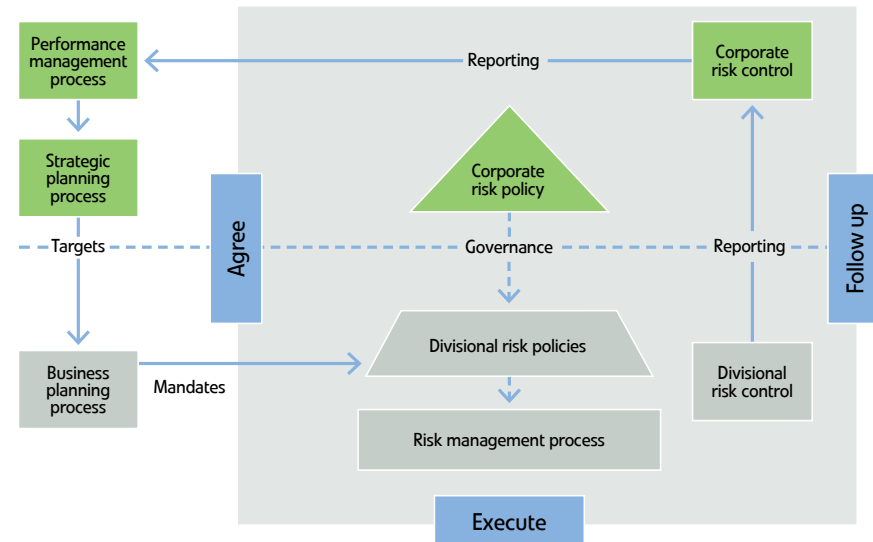 Performance
management
process
Reporting
Corporate
risk control
Strategic
planning
process
Corporate
risk policy
Agree
Follow up
Targets
Governance
Reporting
Divisional risk policies
Business
planning
process
Mandates
Divisional
risk control
Risk management process
Execute